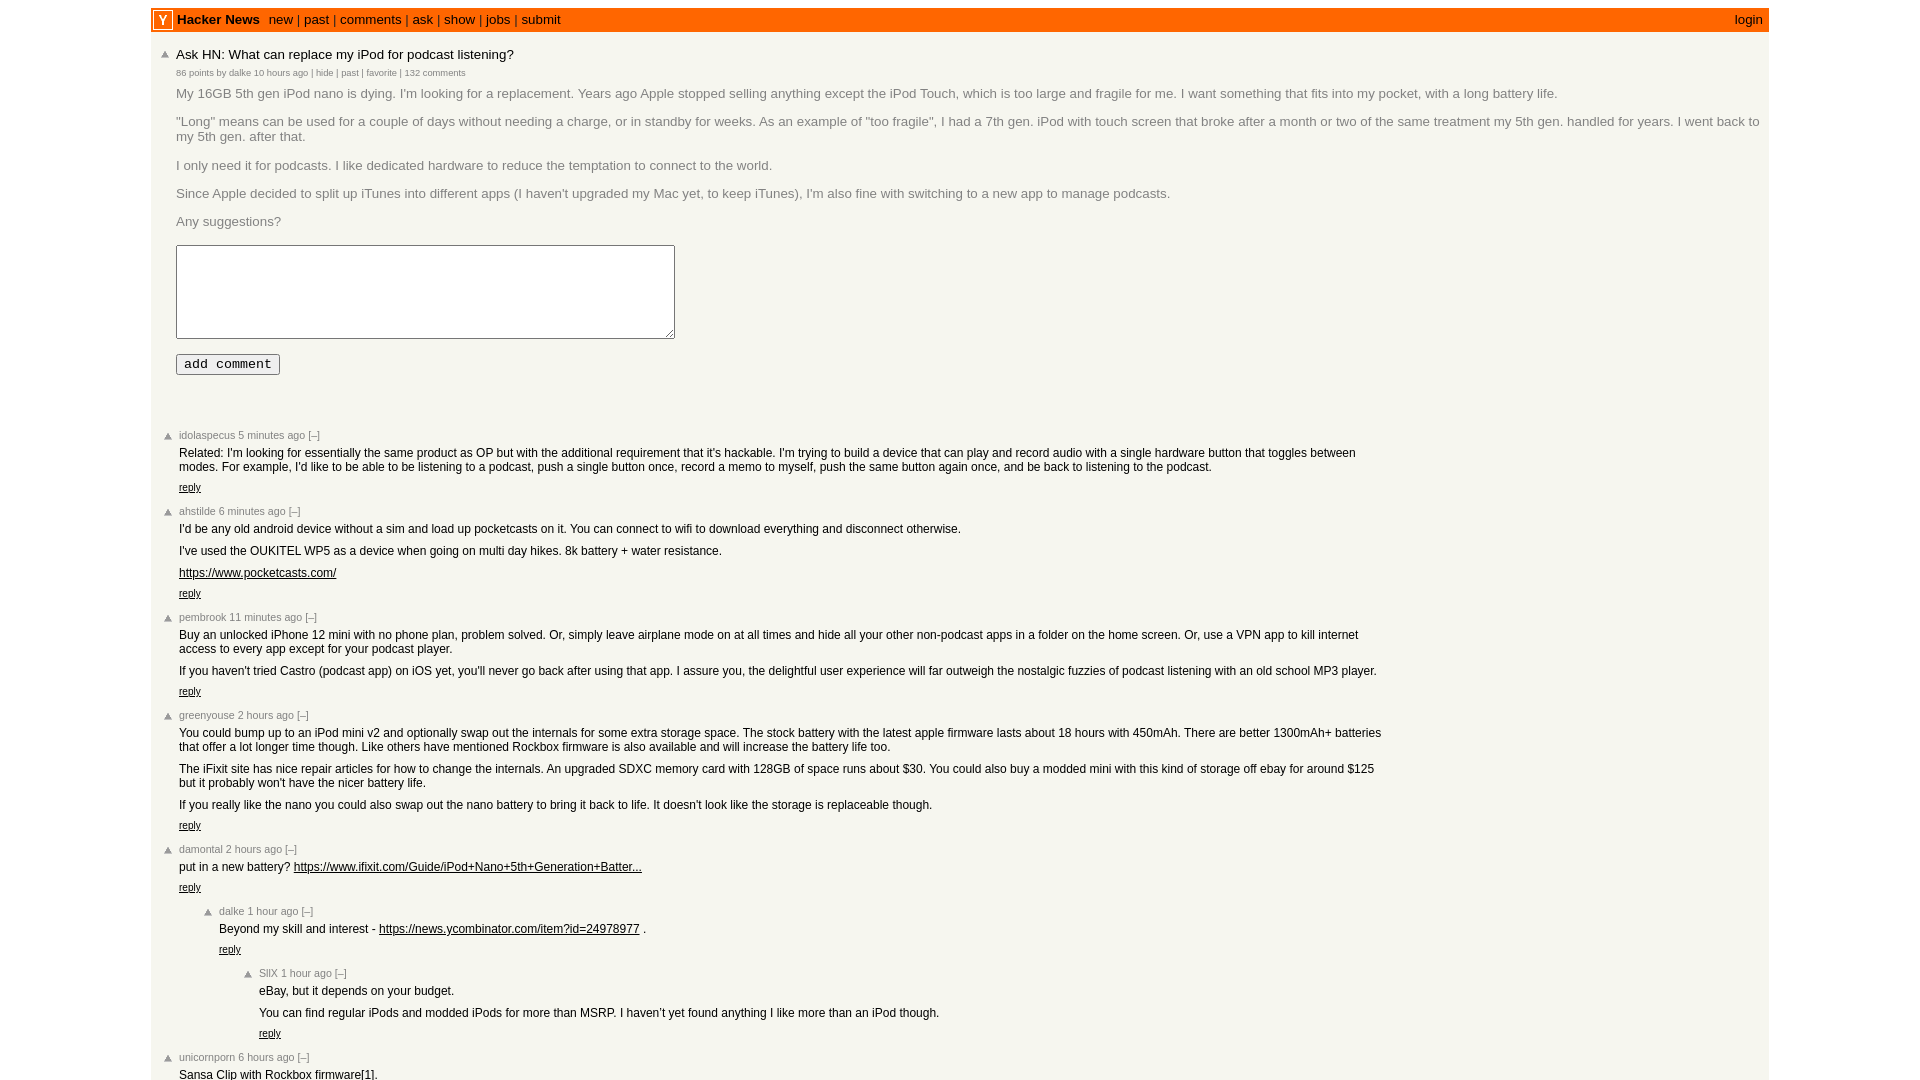 Y Hacker News new | past | comments | ask | show | jobs | submit login
Ask HN: What can replace my iPod for podcast listening?
86 points by dalke 10 hours ago | hide | past | favorite | 132 comments
My 16GB 5th gen iPod nano is dying. I'm looking for a replacement. Years ago Apple stopped selling anything except the iPod Touch, which is too large and fragile for me. I want something that fits into my pocket, with a long battery life.
"Long" means can be used for a couple of days without needing a charge, or in standby for weeks. As an example of "too fragile", I had a 7th gen. iPod with touch screen that broke after a month or two of the same treatment my 5th gen. handled for years. I went back to
my 5th gen. after that.
I only need it for podcasts. I like dedicated hardware to reduce the temptation to connect to the world.
Since Apple decided to split up iTunes into different apps (I haven't upgraded my Mac yet, to keep iTunes), I'm also fine with switching to a new app to manage podcasts.
Any suggestions?
add comment
idolaspecus 5 minutes ago [–]
Related: I'm looking for essentially the same product as OP but with the additional requirement that it's hackable. I'm trying to build a device that can play and record audio with a single hardware button that toggles between
modes. For example, I'd like to be able to be listening to a podcast, push a single button once, record a memo to myself, push the same button again once, and be back to listening to the podcast.
reply
ahstilde 6 minutes ago [–]
I'd be any old android device without a sim and load up pocketcasts on it. You can connect to wifi to download everything and disconnect otherwise.
I've used the OUKITEL WP5 as a device when going on multi day hikes. 8k battery + water resistance.
https://www.pocketcasts.com/
reply
pembrook 11 minutes ago [–]
Buy an unlocked iPhone 12 mini with no phone plan, problem solved. Or, simply leave airplane mode on at all times and hide all your other non-podcast apps in a folder on the home screen. Or, use a VPN app to kill internet
access to every app except for your podcast player.
If you haven't tried Castro (podcast app) on iOS yet, you'll never go back after using that app. I assure you, the delightful user experience will far outweigh the nostalgic fuzzies of podcast listening with an old school MP3 player.
reply
greenyouse 2 hours ago [–]
You could bump up to an iPod mini v2 and optionally swap out the internals for some extra storage space. The stock battery with the latest apple firmware lasts about 18 hours with 450mAh. There are better 1300mAh+ batteries
that offer a lot longer time though. Like others have mentioned Rockbox firmware is also available and will increase the battery life too.
The iFixit site has nice repair articles for how to change the internals. An upgraded SDXC memory card with 128GB of space runs about $30. You could also buy a modded mini with this kind of storage off ebay for around $125
but it probably won't have the nicer battery life.
If you really like the nano you could also swap out the nano battery to bring it back to life. It doesn't look like the storage is replaceable though.
reply
damontal 2 hours ago [–]
put in a new battery? https://www.ifixit.com/Guide/iPod+Nano+5th+Generation+Batter...
reply
dalke 1 hour ago [–]
Beyond my skill and interest - https://news.ycombinator.com/item?id=24978977 .
reply
SllX 1 hour ago [–]
eBay, but it depends on your budget.
You can find regular iPods and modded iPods for more than MSRP. I haven’t yet found anything I like more than an iPod though.
reply
unicornporn 6 hours ago [–]
Sansa Clip with Rockbox firmware[1].